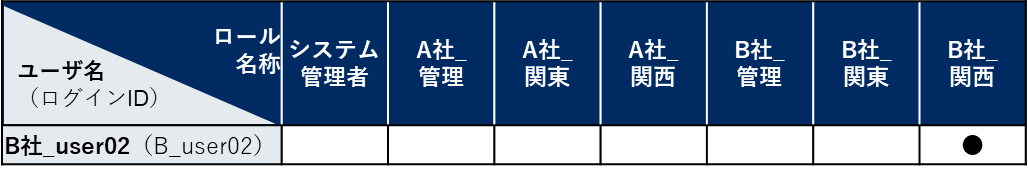 ロール
名称
ユーザ名
（ログインID）
システム
管理者
A社_
管理
A社_
関東
A社_
関西
B社_
管理
B社_
関東
B社_
関西
B社_user02（B_user02） ●